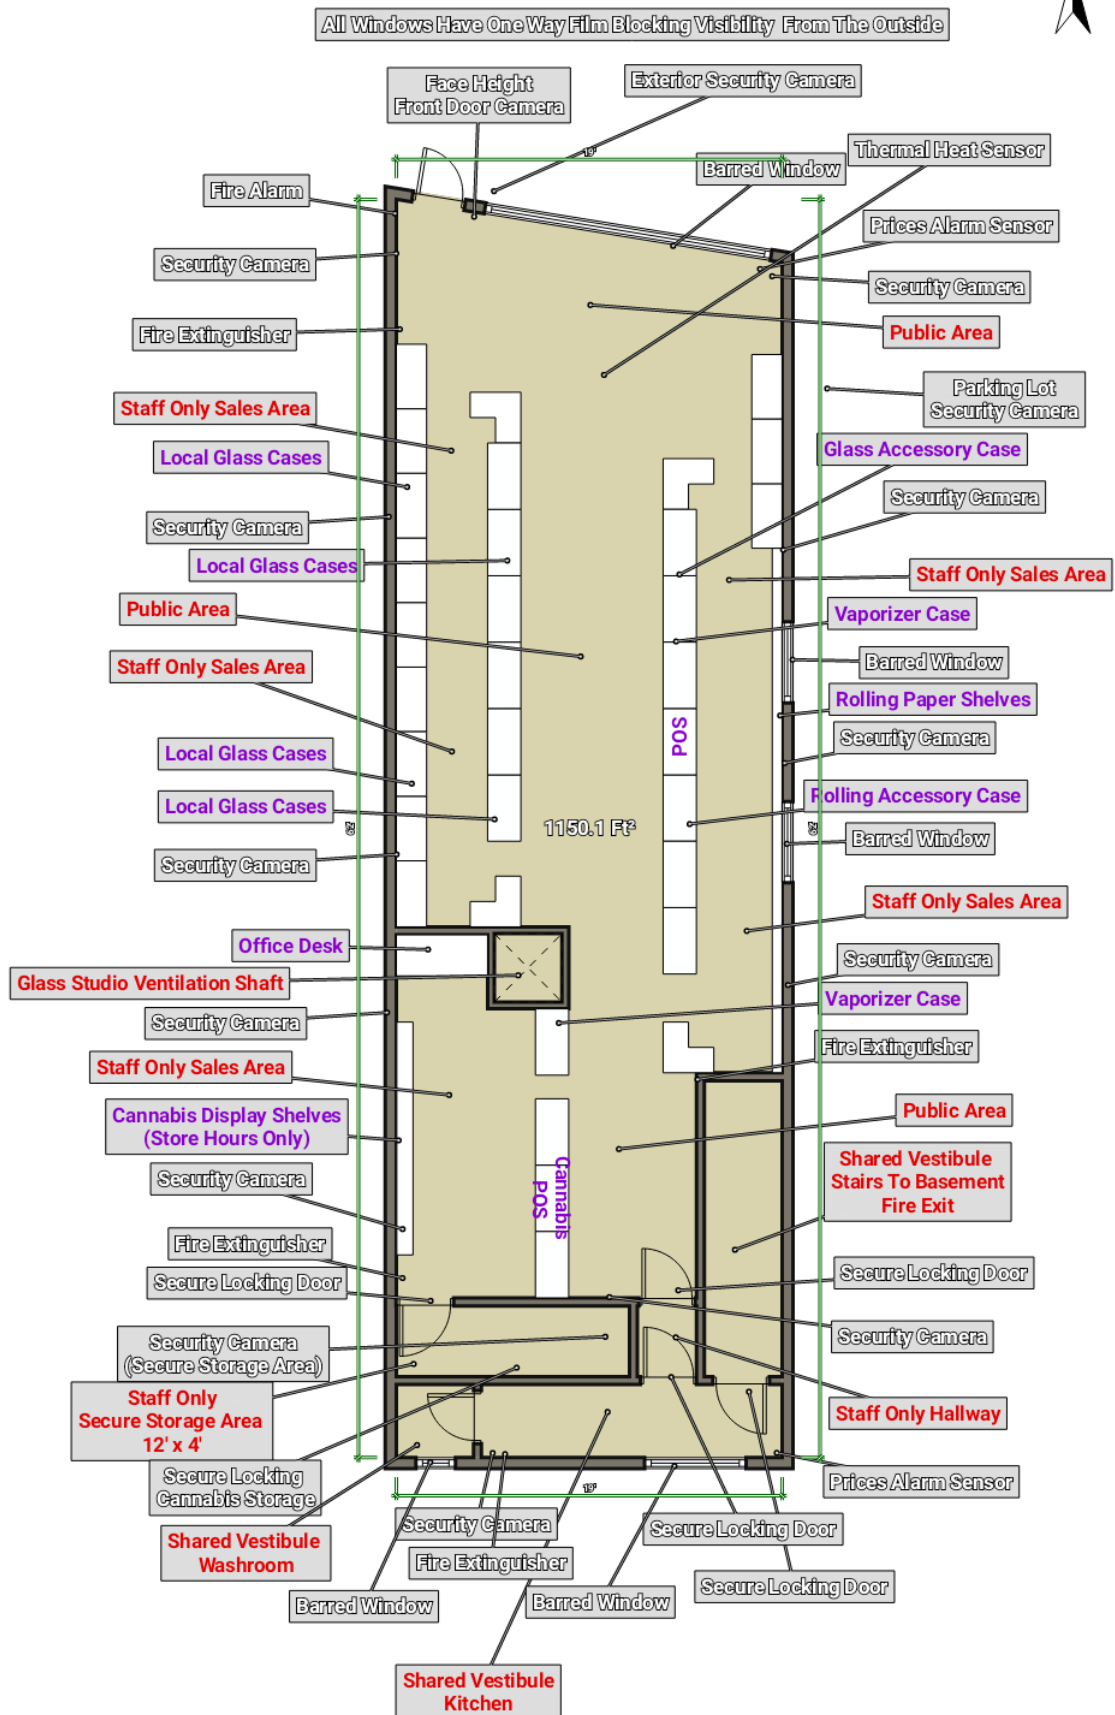 All Windows Have One Way Film Blocking Visibility From The Outside
Face Height
Front Door Camera
Exterior Security Camera
19'
Thermal Heat Sensor
Barred Window
Fire Alarm
Prices Alarm Sensor
Security Camera
Security Camera
Fire Extinguisher
Public Area
Parking Lot
Security Camera
Staff Only Sales Area
Glass Accessory Case
Local Glass Cases
Security Camera
Security Camera
Local Glass Cases
Staff Only Sales Area
Public Area
Vaporizer Case
Staff Only Sales Area
Barred Window
Rolling Paper Shelves
POS
Security Camera
Local Glass Cases
Rolling Accessory Case
Local Glass Cases
62
1150.1 Ft²
62
Barred Window
Security Camera
Staff Only Sales Area
Office Desk
Security Camera
Glass Studio Ventilation Shaft
Vaporizer Case
Security Camera
Fire Extinguisher
Staff Only Sales Area
Public Area
Cannabis Display Shelves
(Store Hours Only)
Shared Vestibule
Stairs To Basement
Fire Exit
Security Camera
Cannabis
POS
Fire Extinguisher
Secure Locking Door
Secure Locking Door
Security Camera
(Secure Storage Area)
Security Camera
Staff Only
Secure Storage Area
12' x 4'
Staff Only Hallway
Secure Locking
Cannabis Storage
Prices Alarm Sensor
19'
Security Camera
Secure Locking Door
Shared Vestibule
Washroom
Fire Extinguisher
Secure Locking Door
Barred Window
Barred Window
Shared Vestibule
Kitchen